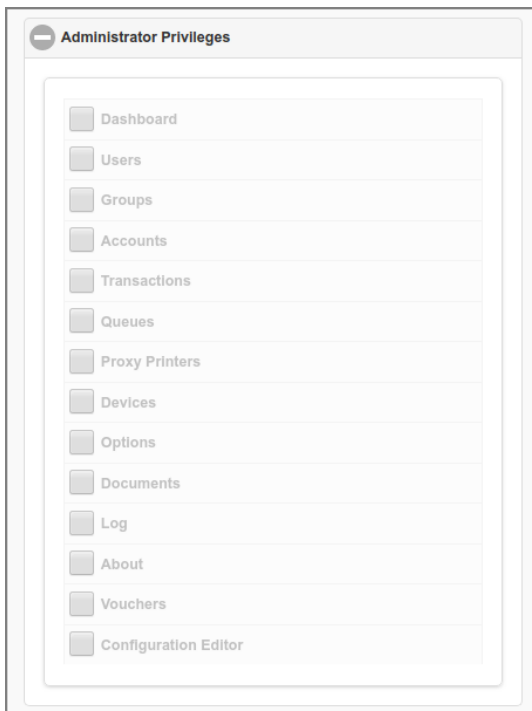 Administrator Privileges
Dashboard
Users
Groups
Accounts
Transactions
Queues
Proxy Printers
Devices
Options
Documents
Log
About
Vouchers
Configuration Editor